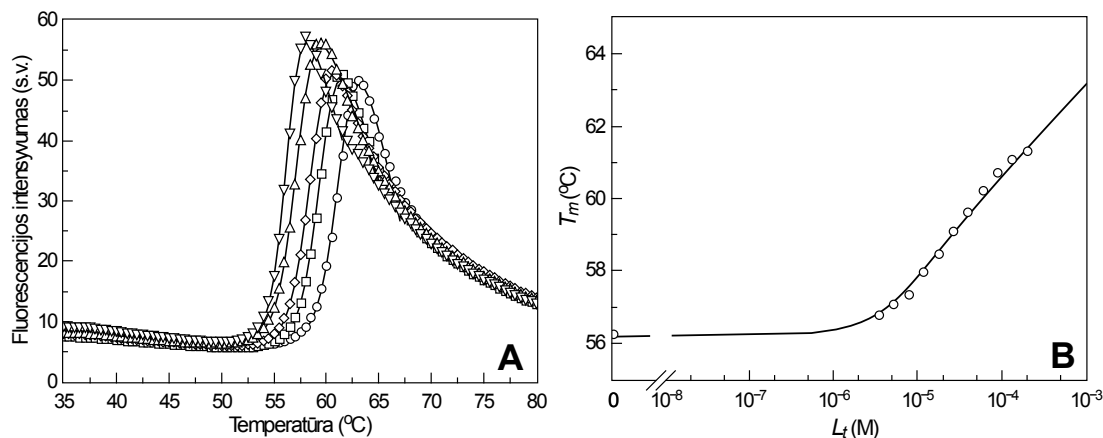 60
50
40
30
20
10
0
Fluorescencijos intensyvumas (s.v.)
35 40 45 50 55 60 65 70 75 80
Temperatūra (ºC)
A
64
62
60
58
56
Tm (ºC)
0 10⁻⁸ 10⁻⁷ 10⁻⁶ 10⁻⁵ 10⁻⁴ 10⁻³
Lt (M)
B